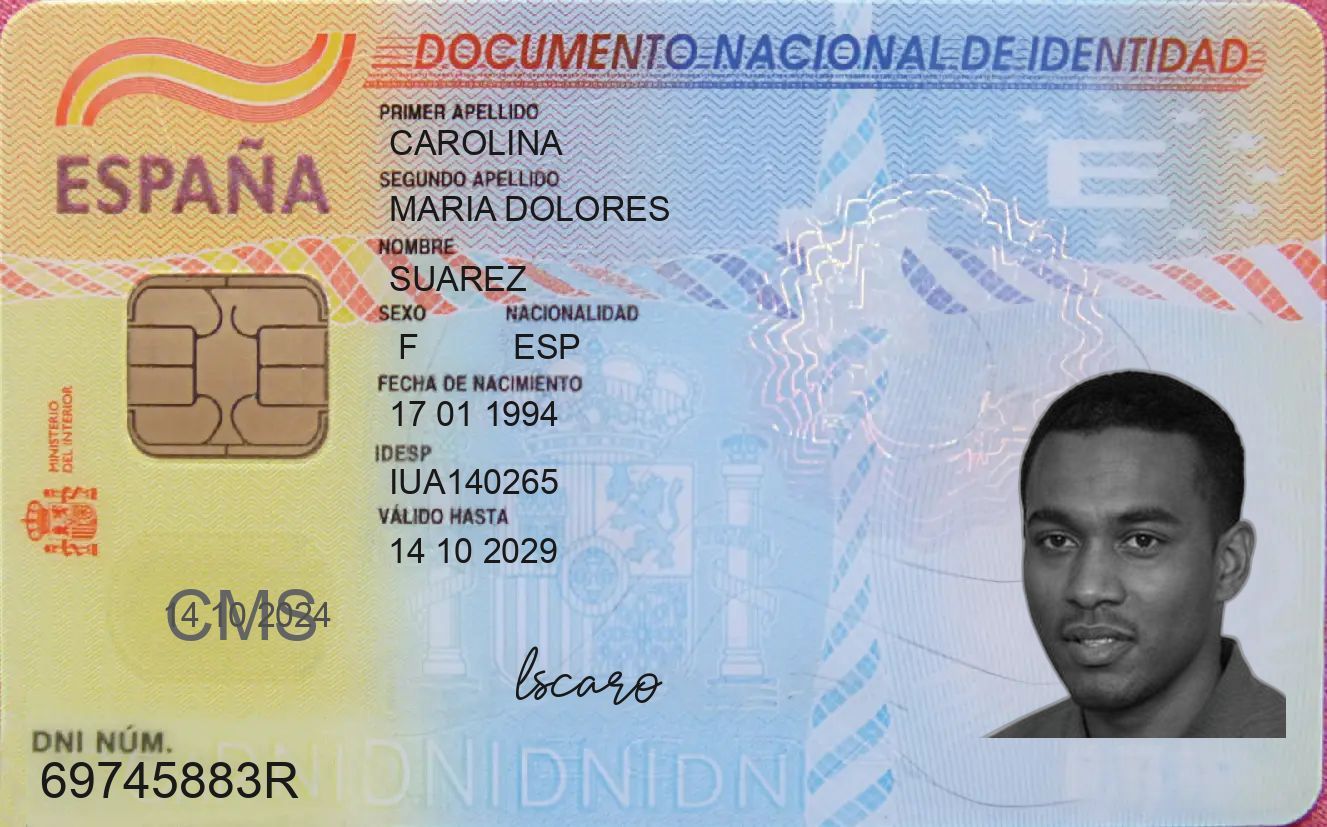 DOCUMENTO NACIONAL DE IDENTIDAD
ESPAÑA
PRIMER APELLIDO
CAROLINA
SEGUNDO APELLIDO
MARIA DOLORES
NOMBRE
SUAREZ
SEXO NACIONALIDAD
F ESP
FECHA DE NACIMIENTO
17 01 1994
IDESP
IUA140265
VÁLIDO HASTA
14 10 2029
MINISTERIO
DEL INTERIOR
E
CMS
14 10 2024
lscaro
DNI NÚM.
69745883R
DNIDNIDNIDNI